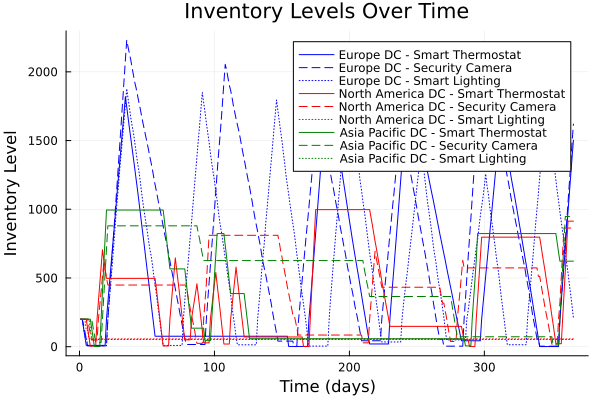 Inventory Levels Over Time
Inventory Level
2000
1500
1000
500
0
Europe DC - Smart Thermostat
Europe DC - Security Camera
Europe DC - Smart Lighting
North America DC - Smart Thermostat
North America DC - Security Camera
North America DC - Smart Lighting
Asia Pacific DC - Smart Thermostat
Asia Pacific DC - Security Camera
Asia Pacific DC - Smart Lighting
0 100 200 300
Time (days)